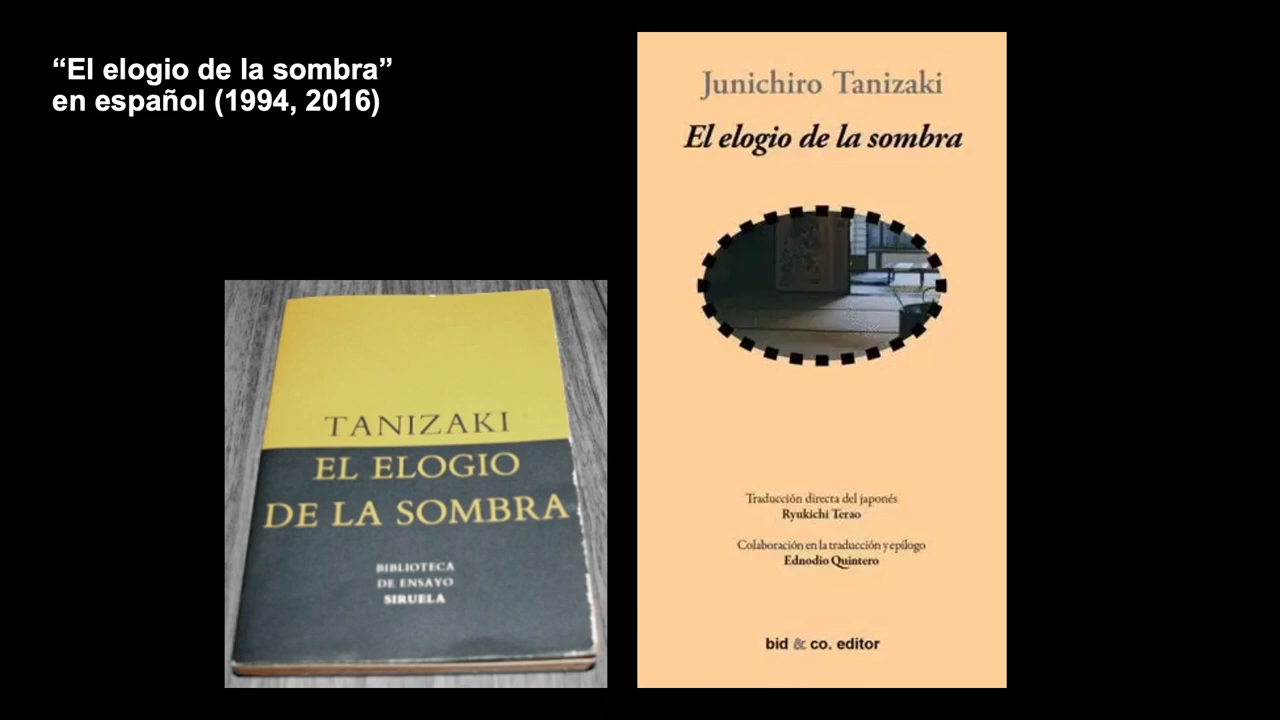 “El elogio de la sombra”
en español (1994, 2016)
TANIZAKI
EL ELOGIO
DE LA SOMBRA
BIBLIOTECA
DE ENSAYO
SIRUELA
Junichiro Tanizaki
El elogio de la sombra
Traducción directa del japonés
Ryukichi Terao
Colaboración en la traducción y epílogo
Ednodio Quintero
bid & co. editor